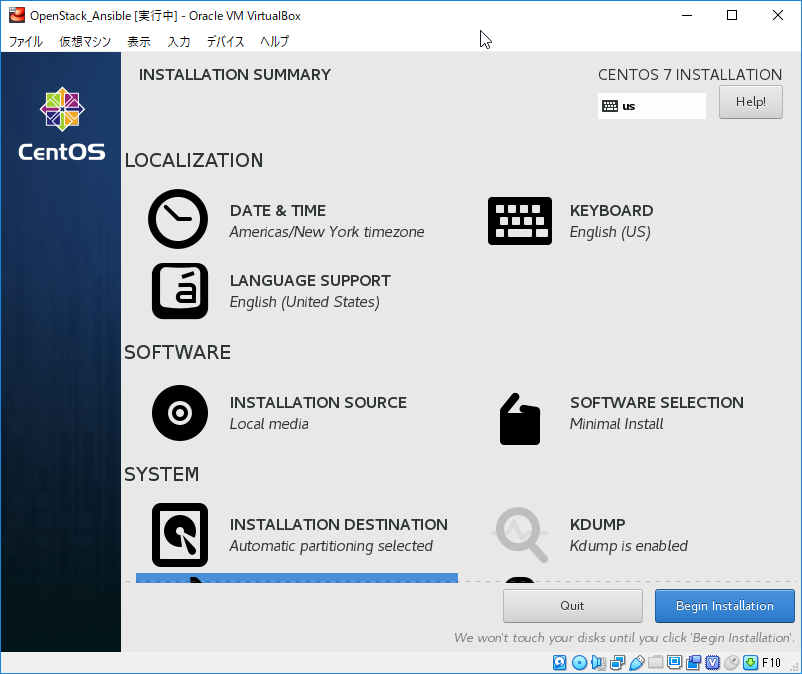 OpenStack_Ansible [実行中] - Oracle VM VirtualBox
ファイル 仮想マシン 表示 入力 デバイス ヘルプ
INSTALLATION SUMMARY
CENTOS 7 INSTALLATION
us
Help!
CentOS
LOCALIZATION
DATE & TIME
Americas/New York timezone
KEYBOARD
English (US)
LANGUAGE SUPPORT
English (United States)
SOFTWARE
INSTALLATION SOURCE
Local media
SOFTWARE SELECTION
Minimal Install
SYSTEM
INSTALLATION DESTINATION
Automatic partitioning selected
KDUMP
Kdump is enabled
Quit
Begin Installation
We won't touch your disks until you click 'Begin Installation'.
F10